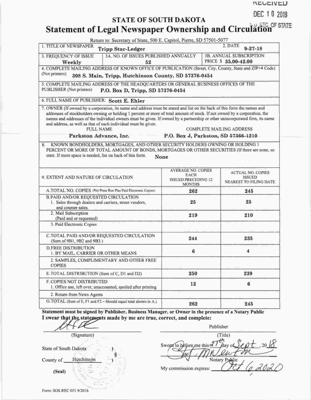 RECEIVED
DEC 10 2018
STATE OF SOUTH DAKOTA
Statement of Legal Newspaper Ownership and Circulation
Return to: Secretary of State, 500 E. Capitol, Pierre, SD 57501-5077
1. TITLE OF NEWSPAPER
Tripp Star-Ledger
2. DATE
9-27-18
3. FREQUENCY OF ISSUE
Weekly
3A. NO. OF ISSUES PUBLISHED ANNUALLY
52
3B. ANNUAL SUBSCRIPTION
PRICE $ 35.00-42.00
4. COMPLETE MAILING ADDRESS OF KNOWN OFFICE OF PUBLICATION (Street, City, County, State and ZIP+4 Code)
(Not printers)
308 S. Main, Tripp, Hutchinson County, SD 57376-0454
5. COMPLETE MAILING ADDRESS OF THE HEADQUARTERS OR GENERAL BUSINESS OFFICES OF THE
PUBLISHER (Not printers)
P.O. Box D, Tripp, SD 57376-0454
6. FULL NAME OF PUBLISHER:
Scott E. Ehler
7. OWNER (If owned by a corporation, its name and address must be stated and list on the back of this form the names and
addresses of stockholders owning or holding 1 percent or more of total amount of stock. If not owned by a corporation, the
names and addresses of the individual owners must be given. If owned by a partnership or other unincorporated firm, its name
and address, as well as that of each individual must be given.
FULL NAME
COMPLETE MAILING ADDRESS
Parkston Advance, Inc.
P.O. Box J, Parkston, SD 57366-1210
8. KNOWN BONDHOLDERS, MORTGAGES, AND OTHER SECURITY HOLDERS OWNING OR HOLDING 1
PERCENT OR MORE OF TOTAL AMOUNT OF BONDS, MORTGAGES OR OTHER SECURITIES (If there are none, so
state. If more space is needed, list on back of this form.
None
9. EXTENT AND NATURE OF CIRCULATION
AVERAGE NO. COPIES
EACH
ISSUED PRECEDING 12
MONTHS
ACTUAL NO. COPIES
ISSUED
NEAREST TO FILING DATE
A. TOTAL NO. COPIES (Net Press Run Plus Paid Electronic Copies)
262
245
B. PAID AND/OR REQUESTED CIRCULATION
1. Sales through dealers and carriers, street vendors,
and counter sales.
25
25
2. Mail Subscription
(Paid and or requested)
219
210
3. Paid Electronic Copies
C. TOTAL PAID AND/OR REQUESTED CIRCULATION
(Sum of 9B1, 9B2 and 9B3.)
244
235
D. FREE DISTRIBUTION
1. BY MAIL, CARRIER OR OTHER MEANS
6
4
2. SAMPLES, COMPLIMENTARY AND OTHER FREE
COPIES
E. TOTAL DISTRIBUTION (Sum of C, D1 and D2)
250
239
F. COPIES NOT DISTRIBUTED
1. Office use, left over, unaccounted, spoiled after printing
12
6
2. Return from News Agents
G. TOTAL (Sum of E, F1 and F2 – Should equal total shown in A.)
262
245
Statement must be signed by Publisher, Business Manager, or Owner in the presence of a Notary Public
I swear that the statements made by me are true, correct, and complete:
Publisher
(Signature)
(Title)
State of South Dakota
Sworn to before me this 27th day of Sept 2018
County of Hutchinson
Notary Public
(Seal)
My commission express: Oct 6, 2020